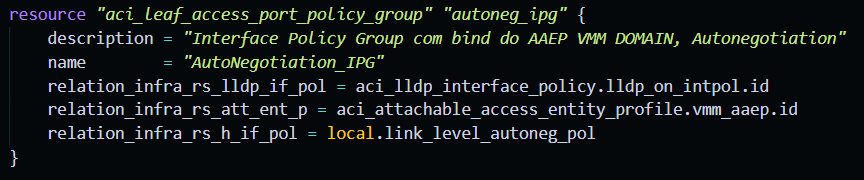 resource "aci_leaf_access_port_policy_group" "autoneg_ipg" {
    description = "Interface Policy Group com bind do AAEP VMM DOMAIN, Autonegotiation"
    name        = "AutoNegotiation_IPG"
    relation_infra_rs_lldp_if_pol = aci_lldp_interface_policy.lldp_on_intpol.id
    relation_infra_rs_att_ent_p = aci_attachable_access_entity_profile.vmm_aaep.id
    relation_infra_rs_h_if_pol = local.link_level_autoneg_pol
}